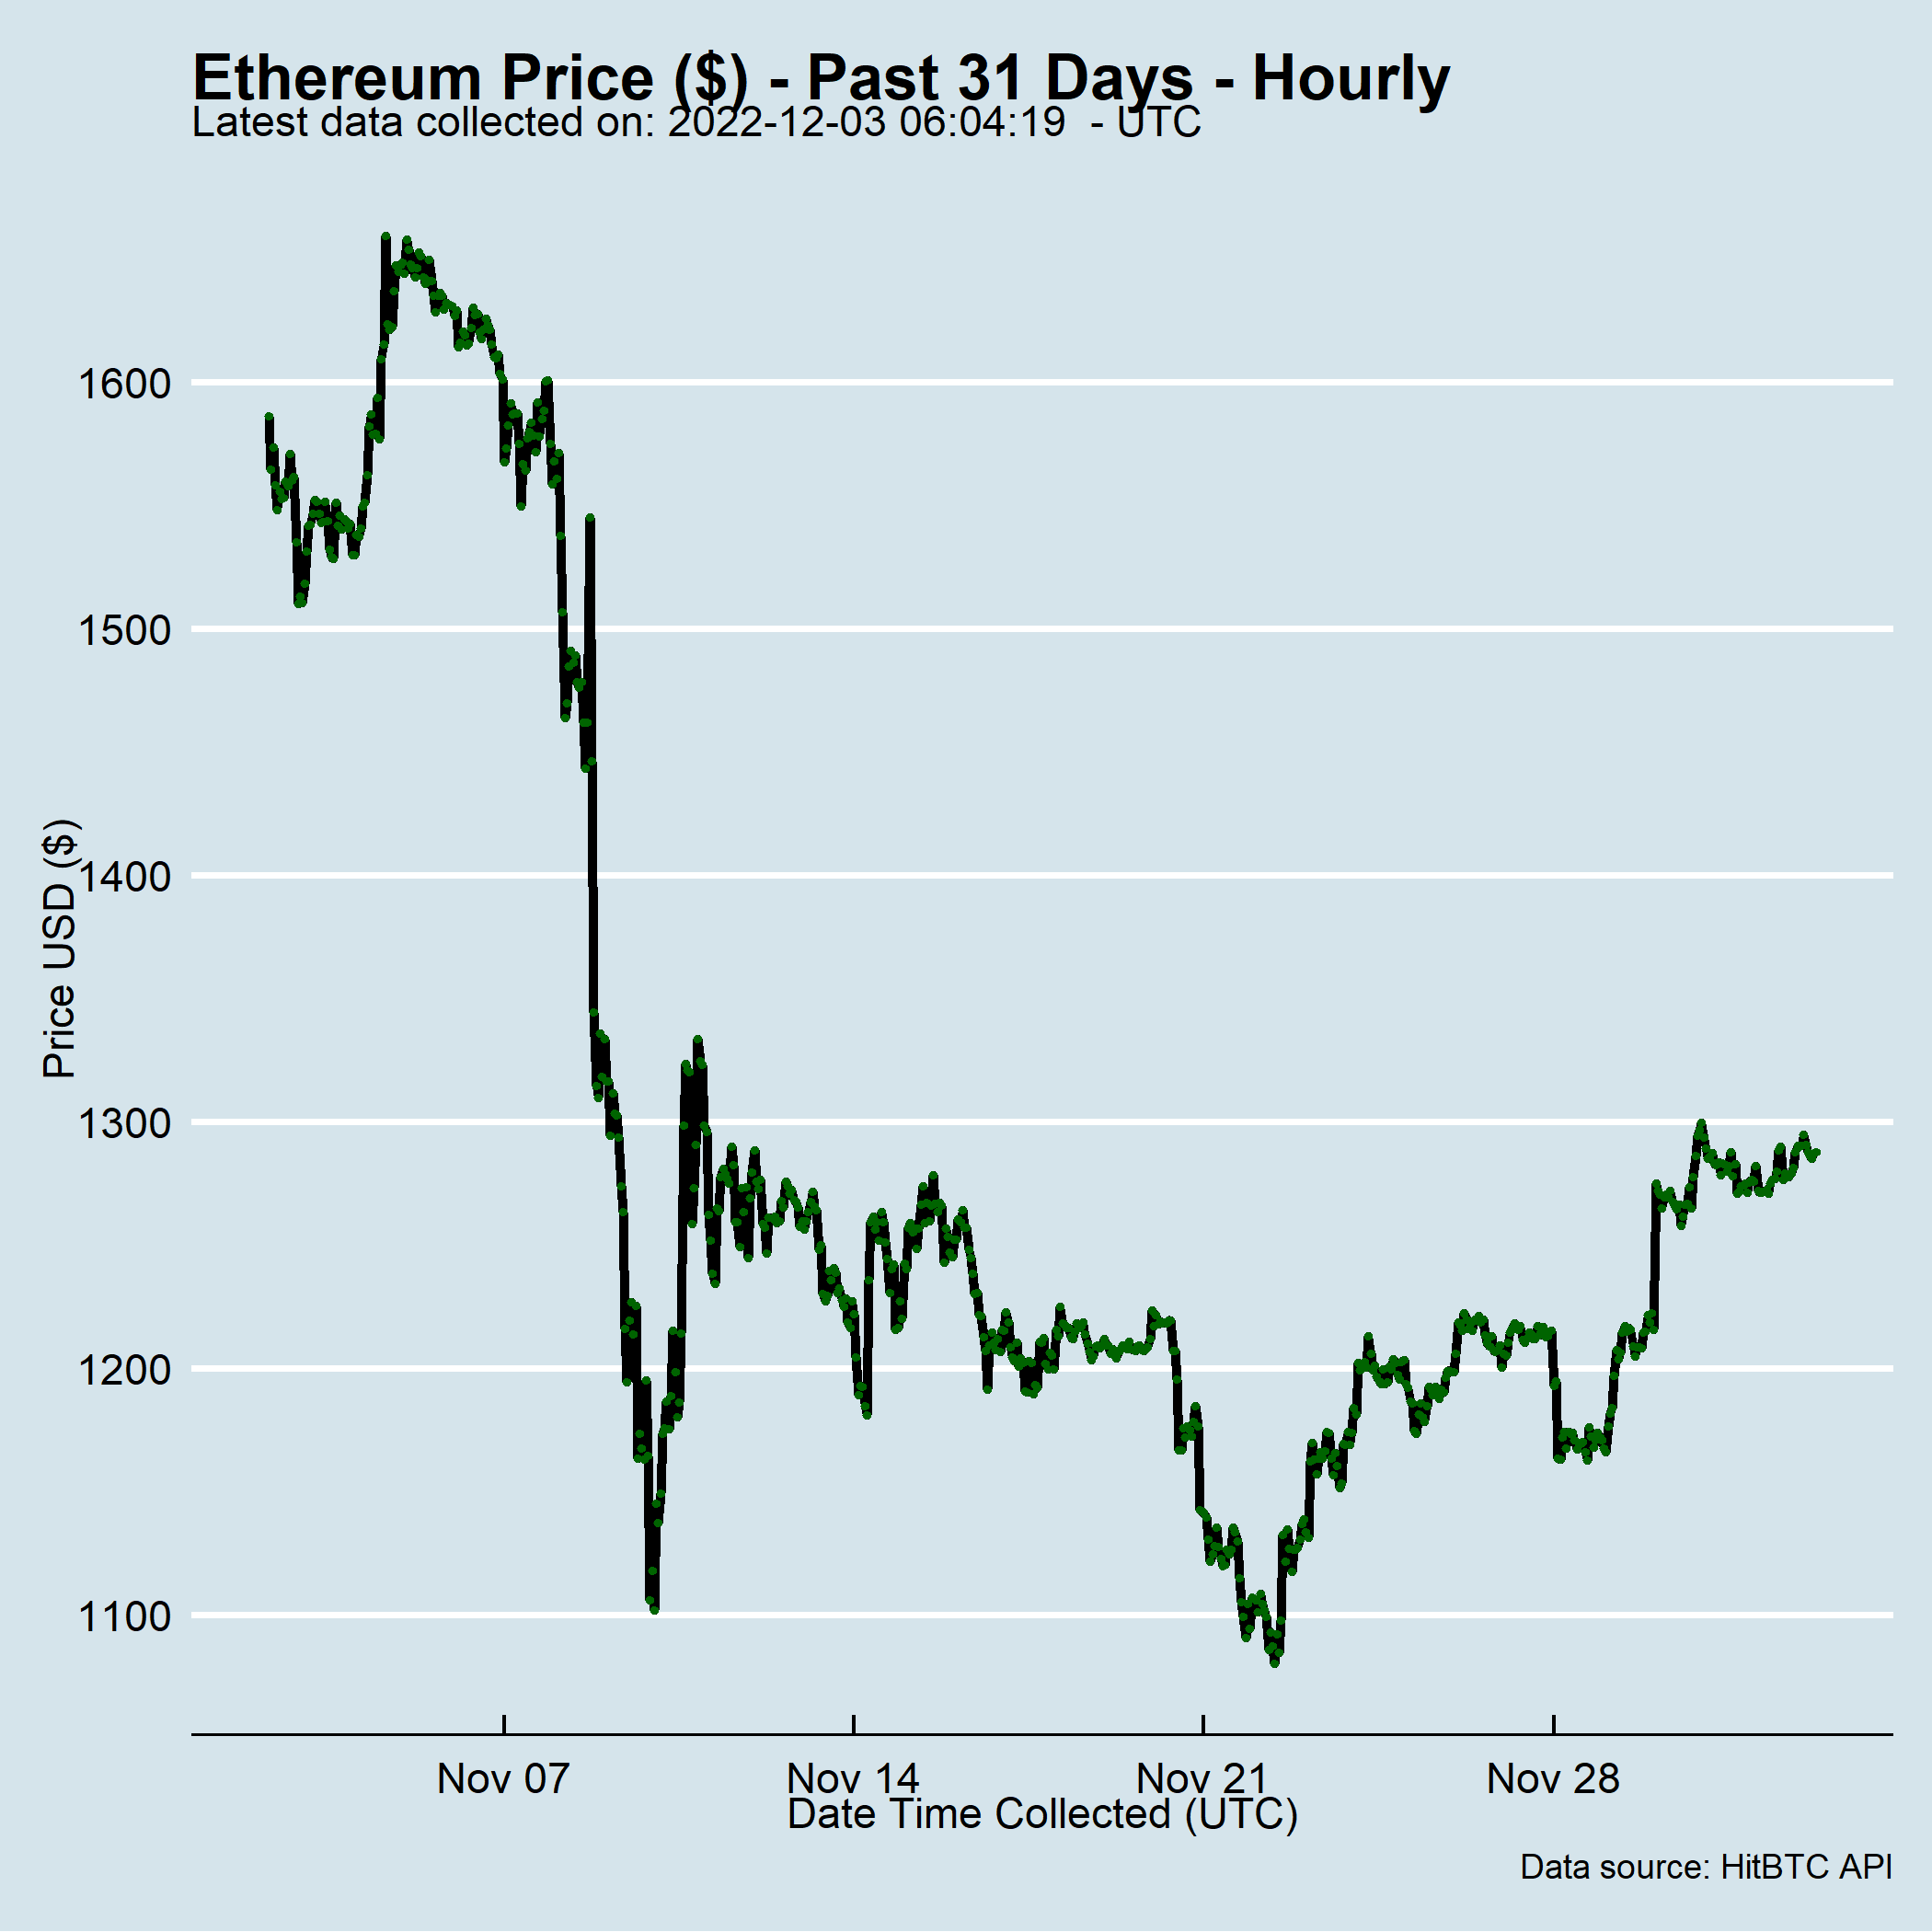 Ethereum Price ($) - Past 31 Days - Hourly
Latest data collected on: 2022-12-03 06:04:19  - UTC
Price USD ($)
1600
1500
1400
1300
1200
1100
Nov 07
Nov 14
Nov 21
Nov 28
Date Time Collected (UTC)
Data source: HitBTC API